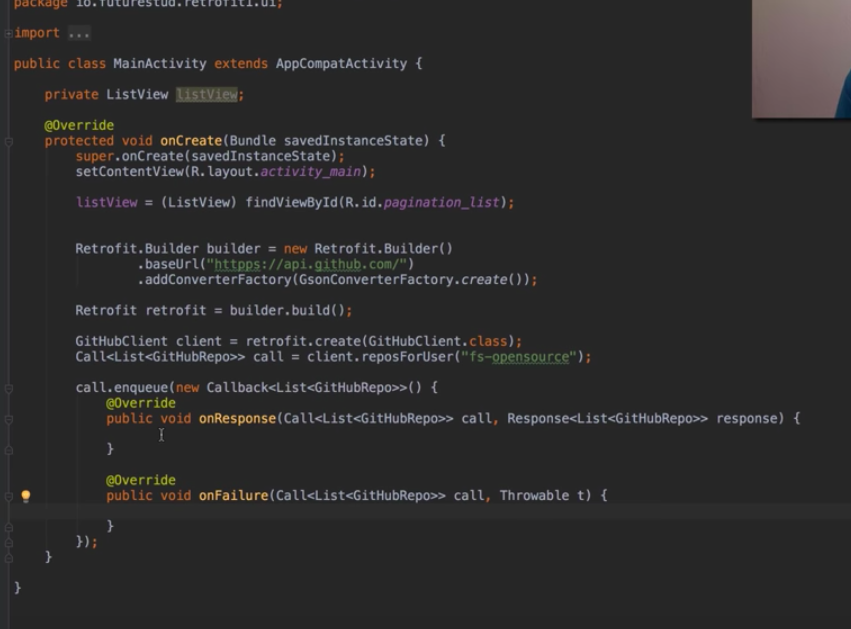 package io.futurestud.retrofit1.ui;
import ...
public class MainActivity extends AppCompatActivity {
private ListView listView;
@Override
protected void onCreate(Bundle savedInstanceState) {
super.onCreate(savedInstanceState);
setContentView(R.layout.activity_main);
listView = (ListView) findViewById(R.id.pagination_list);
Retrofit.Builder builder = new Retrofit.Builder()
.baseUrl("httpps://api.github.com/")
.addConverterFactory(GsonConverterFactory.create());
Retrofit retrofit = builder.build();
GitHubClient client = retrofit.create(GitHubClient.class);
Call<List<GitHubRepo>> call = client.reposForUser("fs-opensource");
call.enqueue(new Callback<List<GitHubRepo>>() {
@Override
public void onResponse(Call<List<GitHubRepo>> call, Response<List<GitHubRepo>> response) {
}
@Override
public void onFailure(Call<List<GitHubRepo>> call, Throwable t) {
}
});
}
}